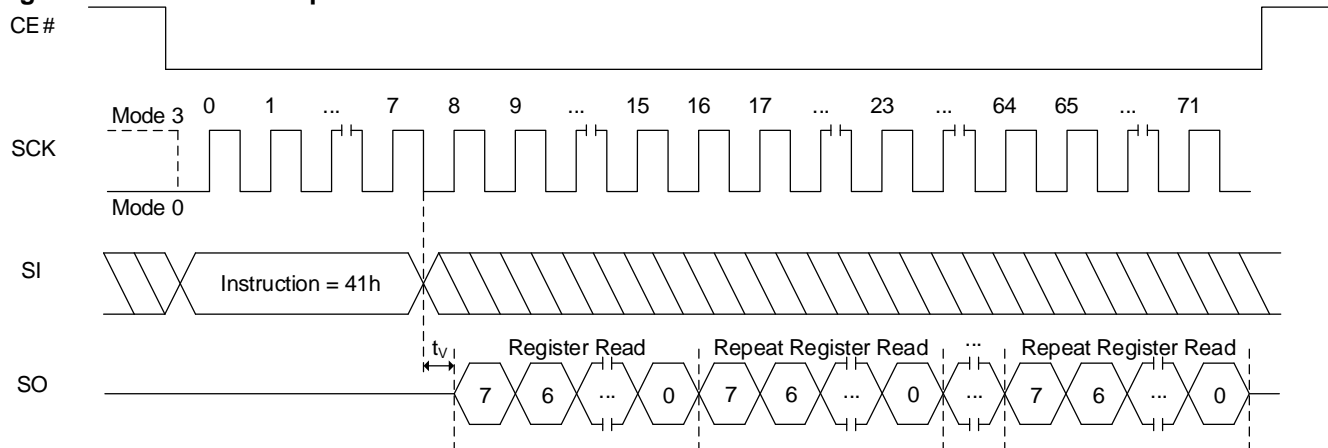 CE#
Mode 3 0 1 ... 7 8 9 ... 15 16 17 ... 23 ... 64 65 ... 71
SCK
Mode 0
SI Instruction = 41h
tV Register Read Repeat Register Read ... Repeat Register Read
SO 7 6 ... 0 7 6 ... 0 ... 7 6 ... 0